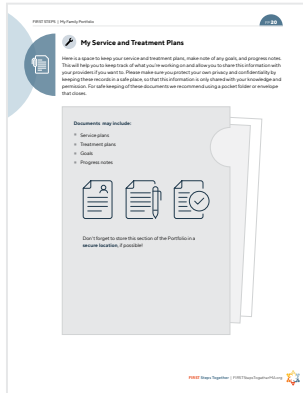 FIRST STEPS | My Family Portfolio
PG 20
My Service and Treatment Plans
Here is a space to keep your service and treatment plans, make note of any goals, and progress notes.
This will help you to keep track of what you're working on and allow you to share this information with
your providers if you want to. Please make sure you protect your own privacy and confidentiality by
keeping these records in a safe place, so that this information is only shared with your knowledge and
permission. For safe keeping of these documents we recommend using a pocket folder or envelope
that closes.
Documents may include:
Service plans
Treatment plans
Goals
Progress notes
Don't forget to store this section of the Portfolio in a
secure location, if possible!
FIRST Steps Together | FIRSTStepsTogetherMA.org